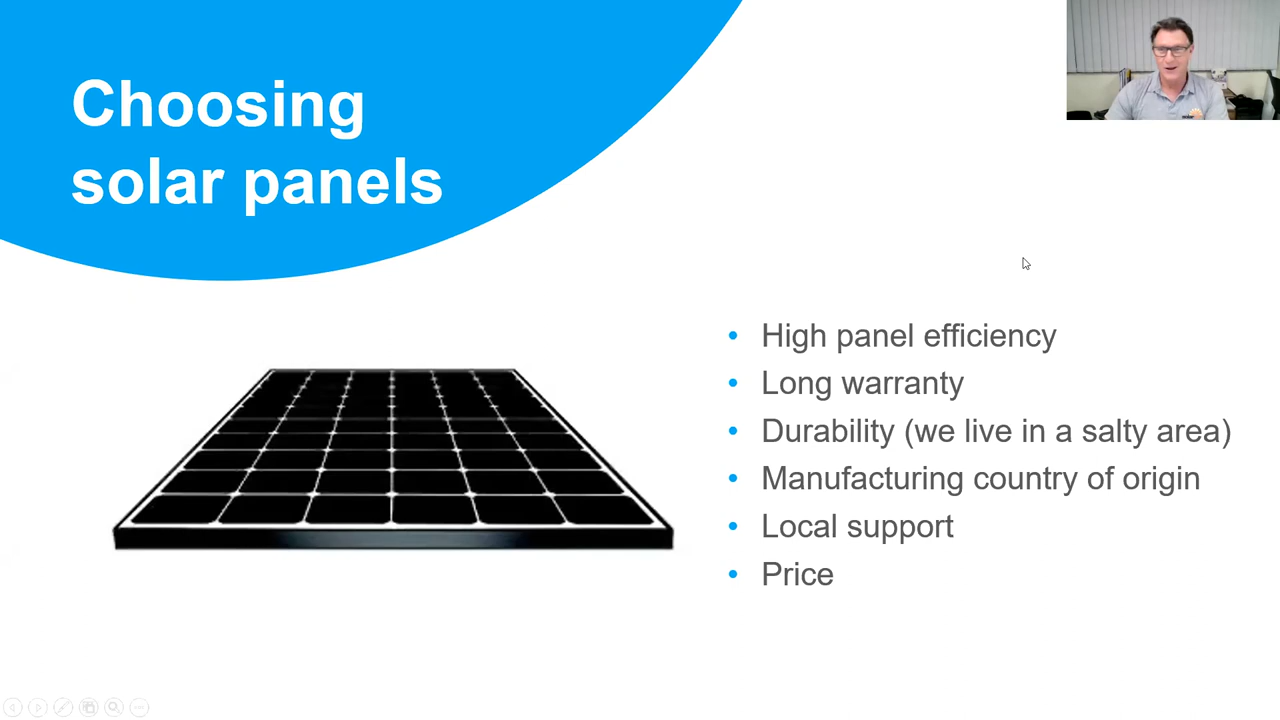 Choosing
solar panels
• High panel efficiency
• Long warranty
• Durability (we live in a salty area)
• Manufacturing country of origin
• Local support
• Price